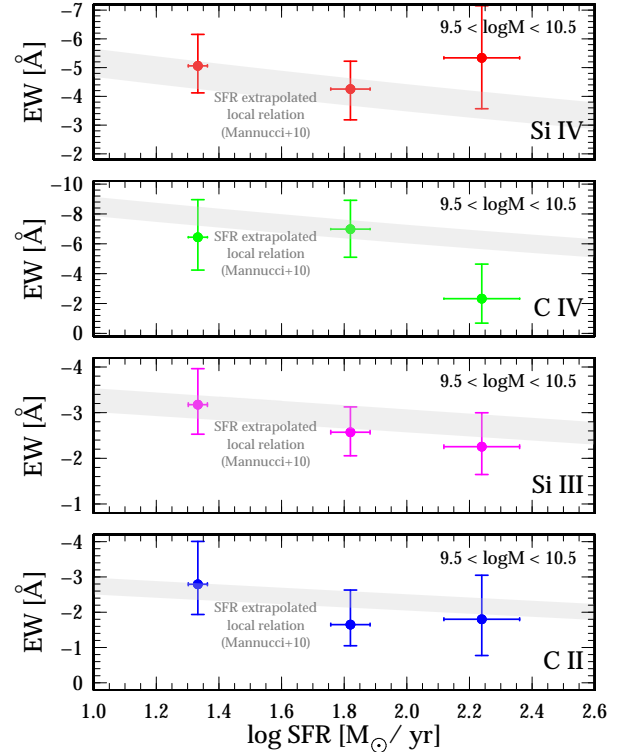 -7
-6
-5
-4
-3
-2
EW [Å]
9.5 < logM < 10.5
SFR extrapolated
local relation
(Mannucci+10)
Si IV
-10
-8
-6
-4
-2
0
EW [Å]
9.5 < logM < 10.5
SFR extrapolated
local relation
(Mannucci+10)
C IV
-4
-3
-2
-1
EW [Å]
9.5 < logM < 10.5
SFR extrapolated
local relation
(Mannucci+10)
Si III
-4
-3
-2
-1
0
EW [Å]
9.5 < logM < 10.5
SFR extrapolated
local relation
(Mannucci+10)
C II
1.0 1.2 1.4 1.6 1.8 2.0 2.2 2.4 2.6
log SFR [M⊙/ yr]